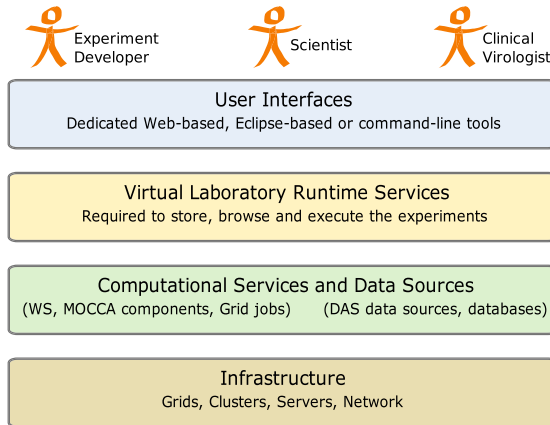 Experiment
Developer
Scientist
Clinical
Virologist
User Interfaces
Dedicated Web-based, Eclipse-based or command-line tools
Virtual Laboratory Runtime Services
Required to store, browse and execute the experiments
Computational Services and Data Sources
(WS, MOCCA components, Grid jobs) (DAS data sources, databases)
Infrastructure
Grids, Clusters, Servers, Network